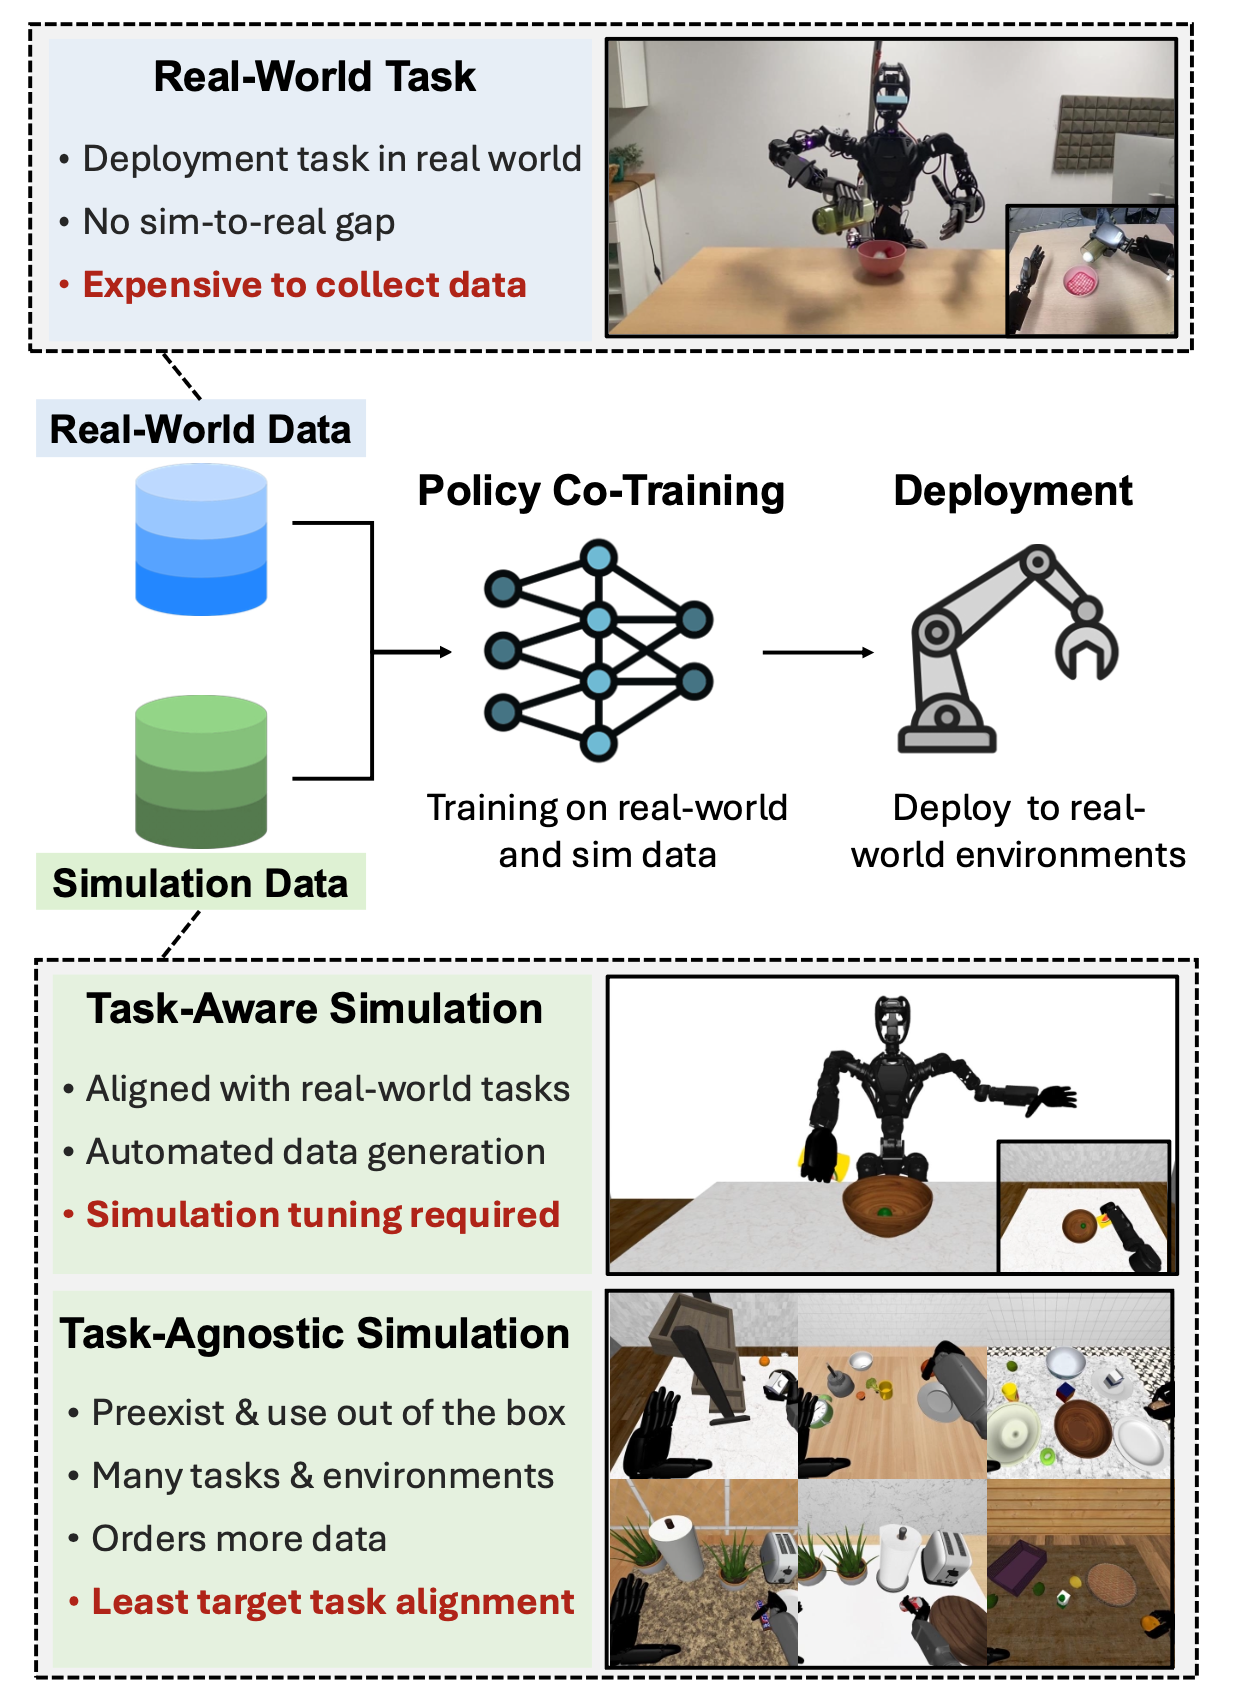 Real-World Task
• Deployment task in real world
• No sim-to-real gap
• Expensive to collect data
Real-World Data
Policy Co-Training
Training on real-world
and sim data
Deployment
Deploy to real-
world environments
Simulation Data
Task-Aware Simulation
• Aligned with real-world tasks
• Automated data generation
• Simulation tuning required
Task-Agnostic Simulation
• Preexist & use out of the box
• Many tasks & environments
• Orders more data
• Least target task alignment